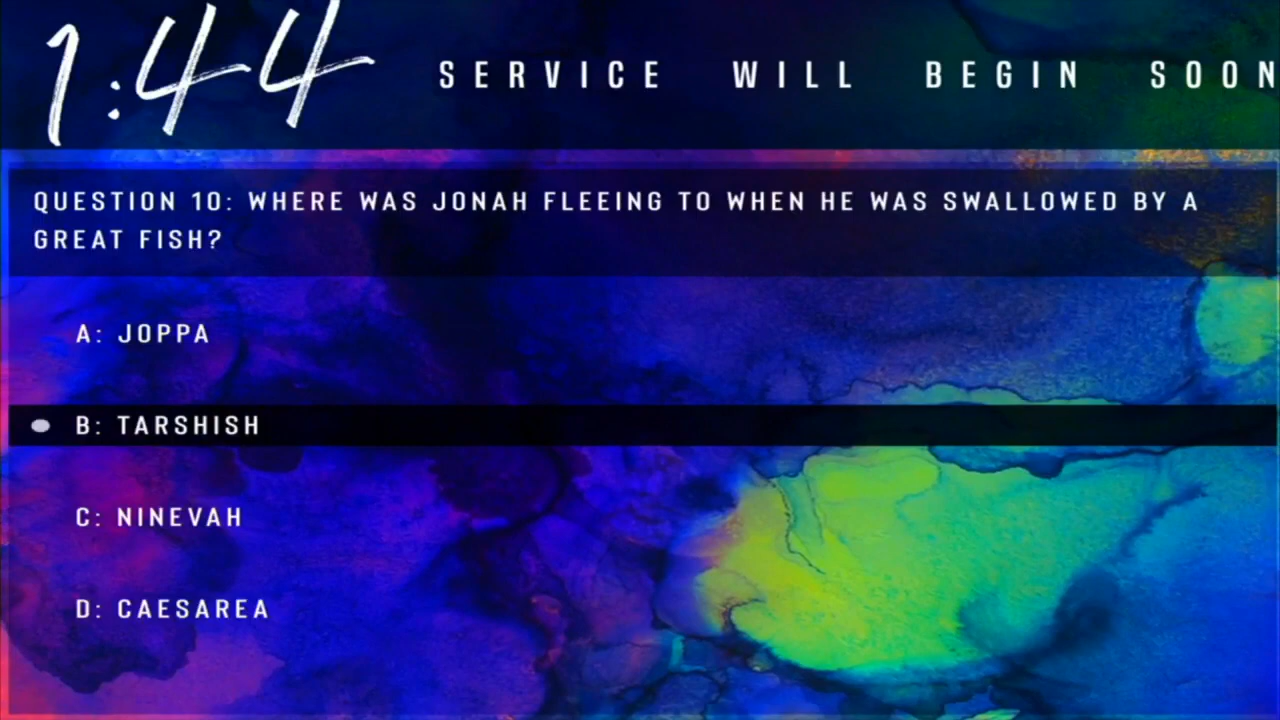 1:44 SERVICE WILL BEGIN SOON
QUESTION 10: WHERE WAS JONAH FLEEING TO WHEN HE WAS SWALLOWED BY A
GREAT FISH?
A: JOPPA
B: TARSHISH
C: NINEVAH
D: CAESAREA